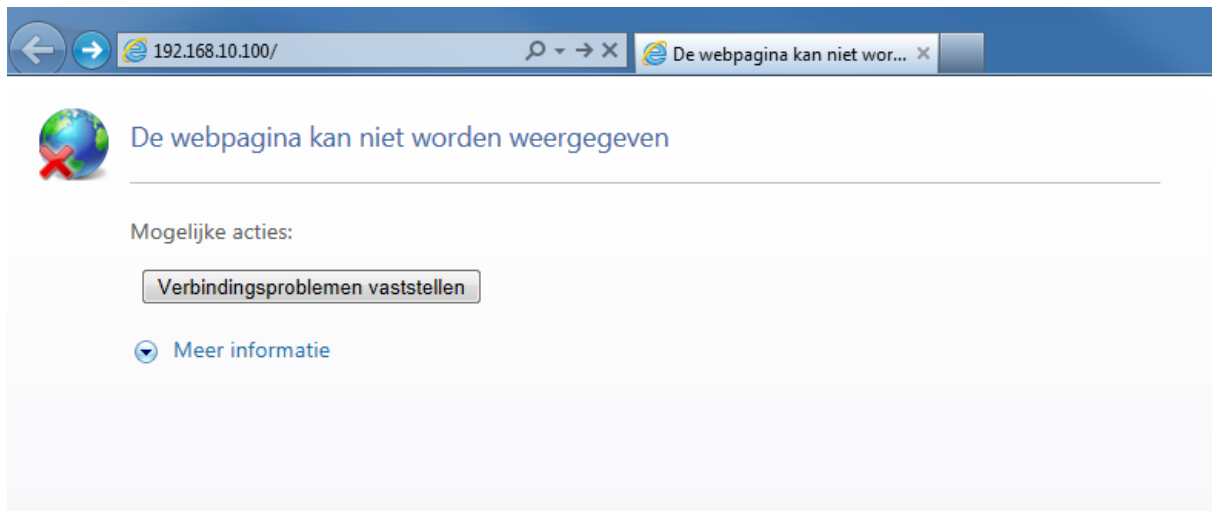 192.168.10.100/
De webpagina kan niet wor...
De webpagina kan niet worden weergegeven
Mogelijke acties:
Verbindingsproblemen vaststellen
Meer informatie